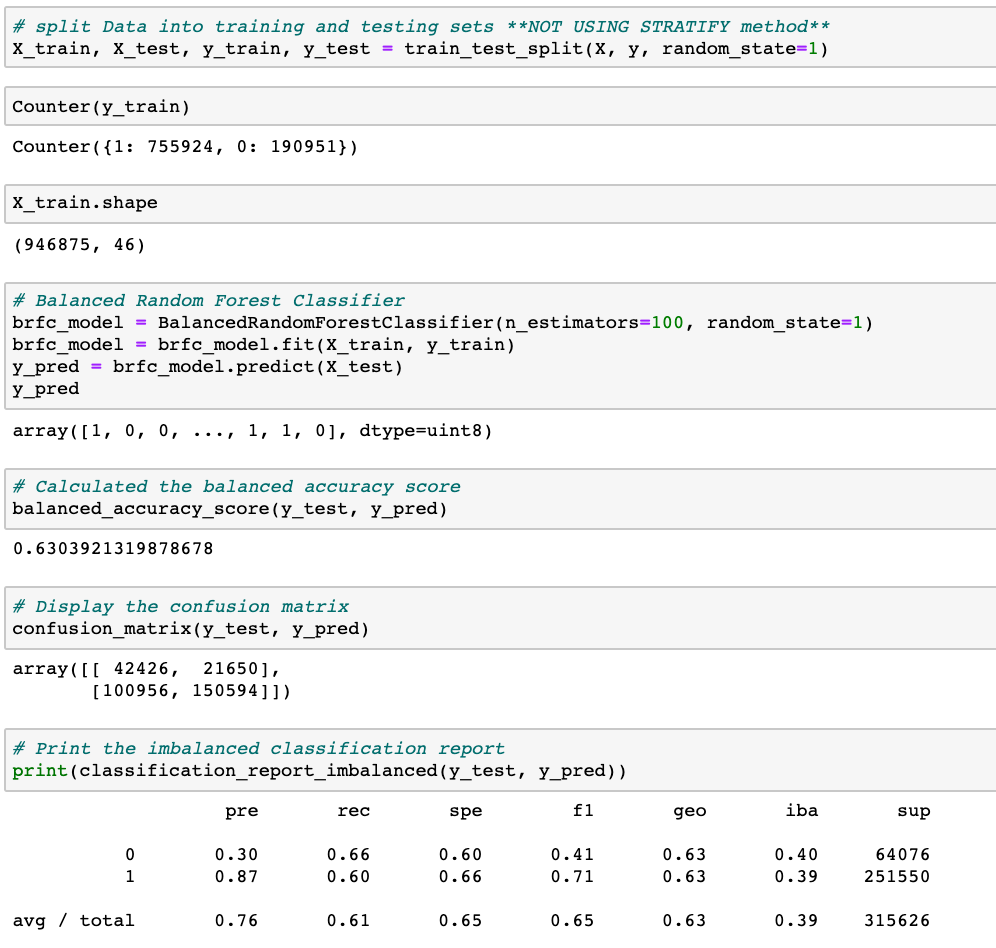 # split Data into training and testing sets **NOT USING STRATIFY method**
X_train, X_test, y_train, y_test = train_test_split(X, y, random_state=1)
Counter(y_train)
Counter({1: 755924, 0: 190951})
X_train.shape
(946875, 46)
# Balanced Random Forest Classifier
brfc_model = BalancedRandomForestClassifier(n_estimators=100, random_state=1)
brfc_model = brfc_model.fit(X_train, y_train)
y_pred = brfc_model.predict(X_test)
y_pred
array([1, 0, 0, ..., 1, 1, 0], dtype=uint8)
# Calculated the balanced accuracy score
balanced_accuracy_score(y_test, y_pred)
0.6303921319878678
# Display the confusion matrix
confusion_matrix(y_test, y_pred)
array([[ 42426,  21650],
       [100956, 150594]])
# Print the imbalanced classification report
print(classification_report_imbalanced(y_test, y_pred))
pre rec spe f1 geo iba sup
0 0.30 0.66 0.60 0.41 0.63 0.40 64076
1 0.87 0.60 0.66 0.71 0.63 0.39 251550
avg / total 0.76 0.61 0.65 0.65 0.63 0.39 315626